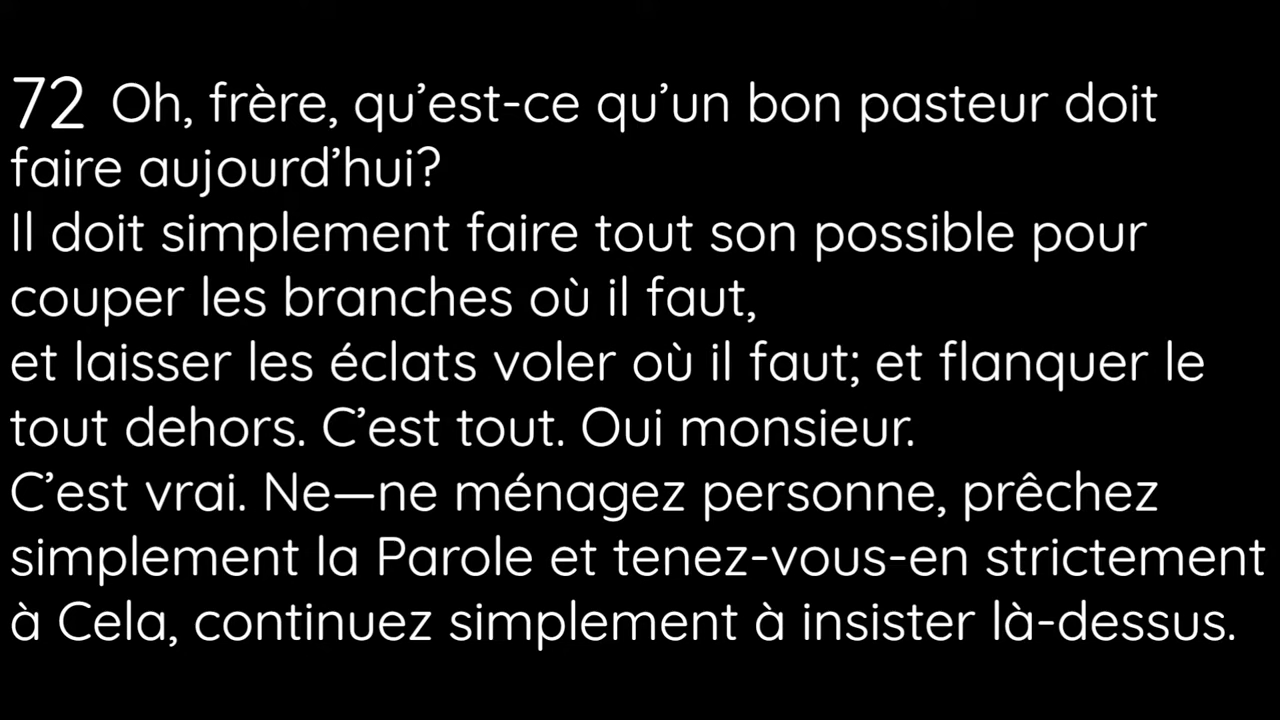 72 Oh, frère, qu’est-ce qu’un bon pasteur doit
faire aujourd’hui?
Il doit simplement faire tout son possible pour
couper les branches où il faut,
et laisser les éclats voler où il faut; et flanquer le
tout dehors. C’est tout. Oui monsieur.
C’est vrai. Ne—ne ménagez personne, prêchez
simplement la Parole et tenez-vous-en strictement
à Cela, continuez simplement à insister là-dessus.